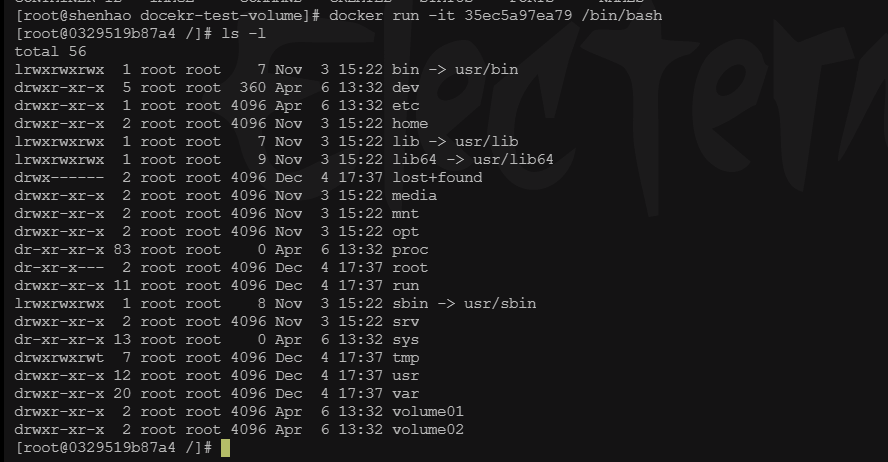 [root@shenhao docekr-test-volume]# docker run -it 35ec5a97ea79 /bin/bash
[root@0329519b87a4 /]# ls -l
total 56
lrwxrwxrwx  1 root root    7 Nov  3 15:22 bin -> usr/bin
drwxr-xr-x  5 root root  360 Apr  6 13:32 dev
drwxr-xr-x  1 root root 4096 Apr  6 13:32 etc
drwxr-xr-x  2 root root 4096 Nov  3 15:22 home
lrwxrwxrwx  1 root root    7 Nov  3 15:22 lib -> usr/lib
lrwxrwxrwx  1 root root    9 Nov  3 15:22 lib64 -> usr/lib64
drwx------  2 root root 4096 Dec  4 17:37 lost+found
drwxr-xr-x  2 root root 4096 Nov  3 15:22 media
drwxr-xr-x  2 root root 4096 Nov  3 15:22 mnt
drwxr-xr-x  2 root root 4096 Nov  3 15:22 opt
dr-xr-xr-x 83 root root    0 Apr  6 13:32 proc
dr-xr-x---  2 root root 4096 Dec  4 17:37 root
drwxr-xr-x 11 root root 4096 Dec  4 17:37 run
lrwxrwxrwx  1 root root    8 Nov  3 15:22 sbin -> usr/sbin
drwxr-xr-x  2 root root 4096 Nov  3 15:22 srv
dr-xr-xr-x 13 root root    0 Apr  6 13:32 sys
drwxrwxrwt  7 root root 4096 Dec  4 17:37 tmp
drwxr-xr-x 12 root root 4096 Dec  4 17:37 usr
drwxr-xr-x 20 root root 4096 Dec  4 17:37 var
drwxr-xr-x  2 root root 4096 Apr  6 13:32 volume01
drwxr-xr-x  2 root root 4096 Apr  6 13:32 volume02
[root@0329519b87a4 /]#